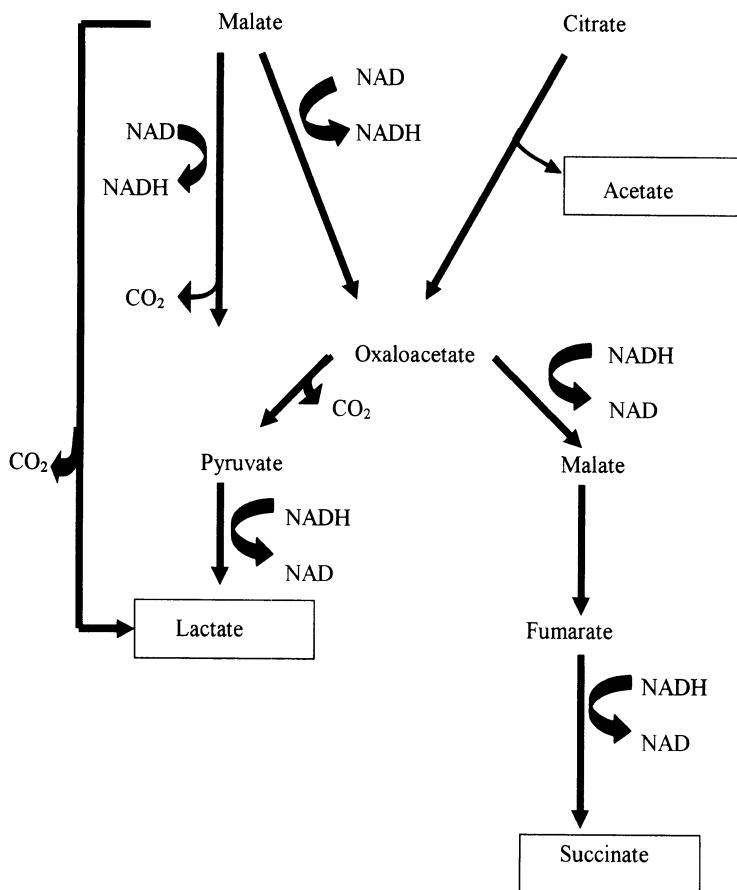 Malate Citrate
NAD
NAD NADH
NADH Acetate
CO₂
Oxaloacetate NADH
CO₂ NAD
CO₂ Pyruvate Malate
NADH
NAD
Lactate Fumarate
NADH
NAD
Succinate